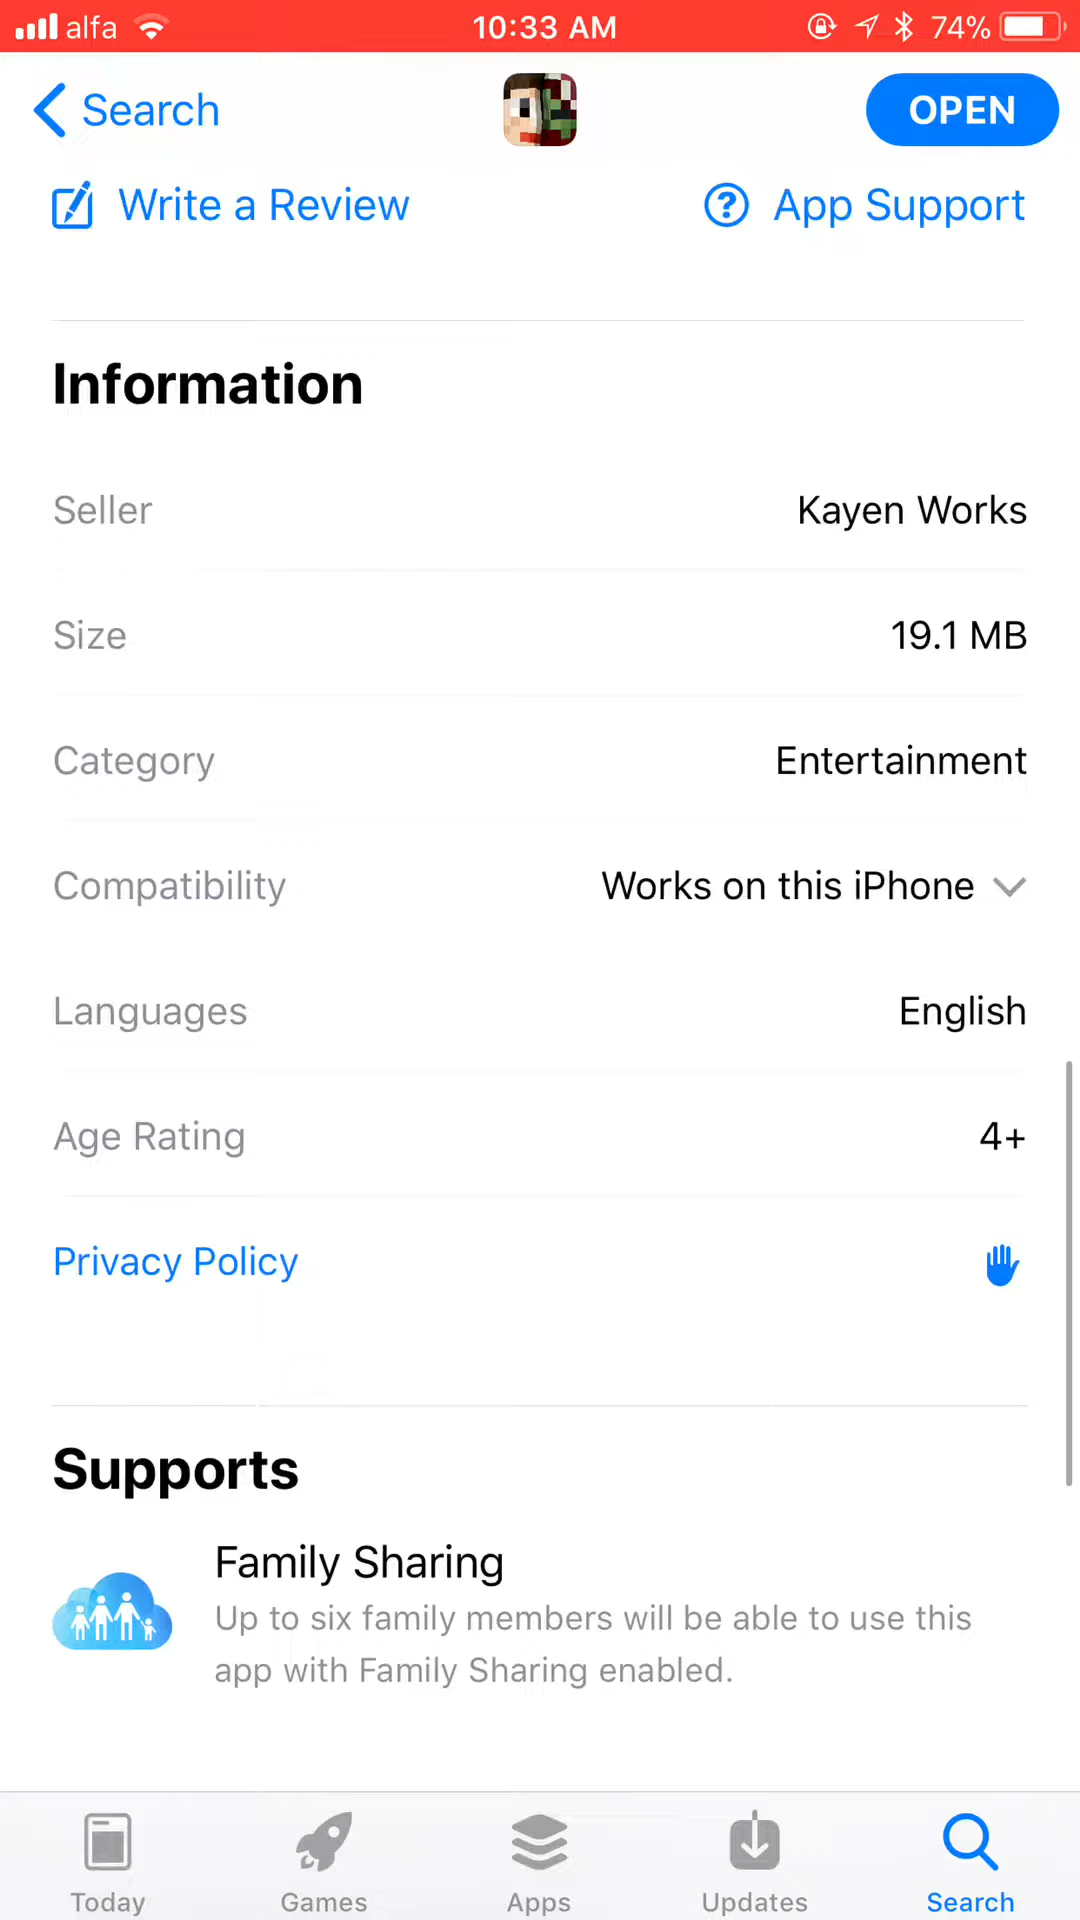 alfa 10:33 AM 74%
Search OPEN
Write a Review App Support
Information
Seller Kayen Works
Size 19.1 MB
Category Entertainment
Compatibility Works on this iPhone
Languages English
Age Rating 4+
Privacy Policy
Supports
Family Sharing
Up to six family members will be able to use this
app with Family Sharing enabled.
Today Games Apps Updates Search